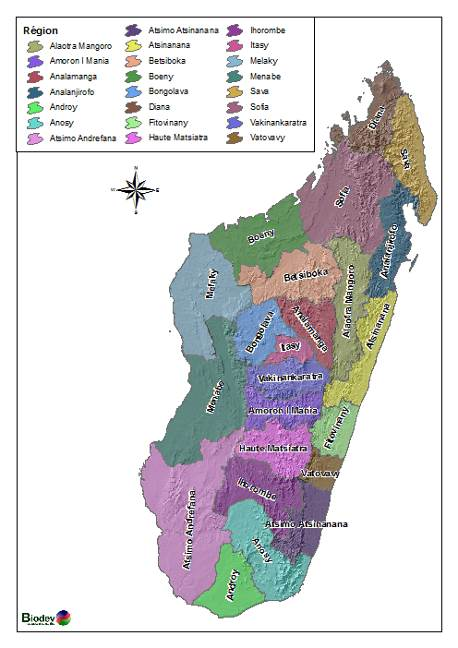 Région
Alaotra Mangoro
Amoron I Mania
Analamanga
Analanjirofo
Androy
Anosy
Atsimo Andrefana
Atsimo Atsinanana
Atsinanana
Betsiboka
Boeny
Bongolava
Diana
Fitovinany
Haute Matsiatra
Ihorombe
Itasy
Melaky
Menabe
Sava
Sofia
Vakinankaratra
Vatovavy
Diana
Sava
Sofia
N
W E
S
Analanjirofo
Boeny
Melaky
Betsiboka
Alaotra Mangoro
Atsinanana
Bongolava
Analamanga
Itasy
Vakinankaratra
Menabe
Amoron I Mania
Fitovinany
Haute Matsiatra
Vatovavy
Ihorombe
Atsimo Andrefana
Atsimo Atsinanana
Anosy
Androy
Biodev